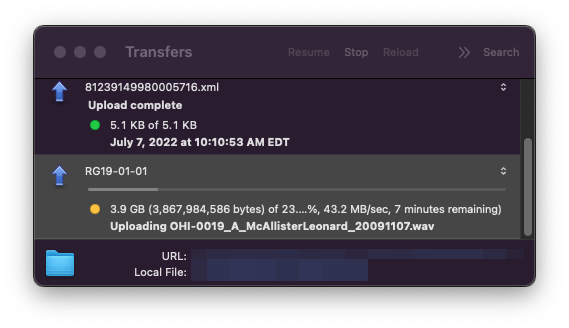 Transfers
Resume Stop Reload Search
81239149980005716.xml
Upload complete
5.1 KB of 5.1 KB
July 7, 2022 at 10:10:53 AM EDT
RG19-01-01
3.9 GB (3,867,984,586 bytes) of 23....%, 43.2 MB/sec, 7 minutes remaining)
Uploading OHI-0019_A_McAllisterLeonard_20091107.wav
URL:
Local File: